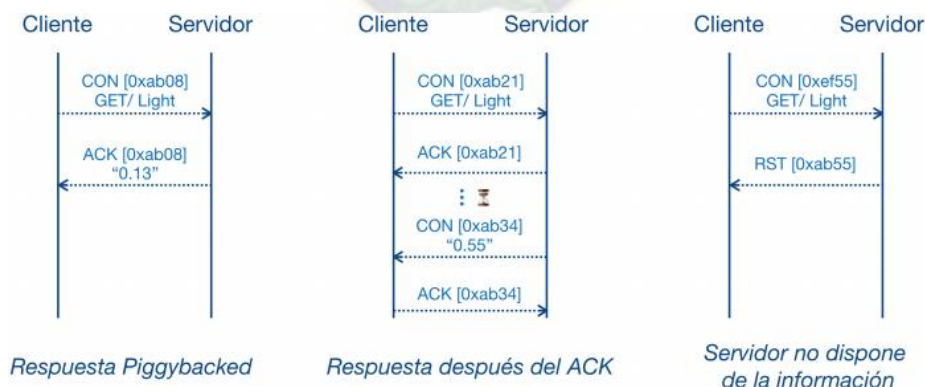 Cliente Servidor
CON [0xab08]
GET/ Light
ACK [0xab08]
“0.13”
Respuesta Piggybacked
Cliente Servidor
CON [0xab21]
GET/ Light
ACK [0xab21]
CON [0xab34]
“0.55”
ACK [0xab34]
Respuesta después del ACK
Cliente Servidor
CON [0xef55]
GET/ Light
RST [0xab55]
Servidor no dispone
de la información